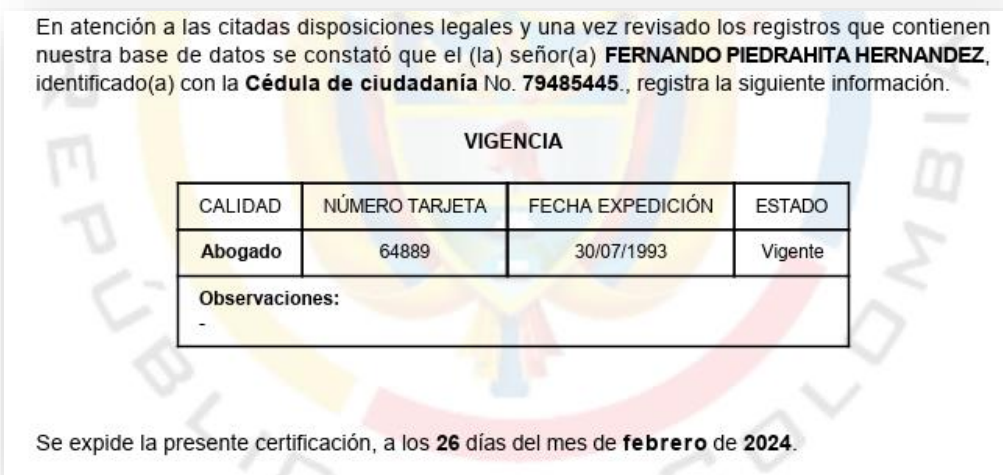 En atención a las citadas disposiciones legales y una vez revisado los registros que contienen
nuestra base de datos se constató que el (la) señor(a) FERNANDO PIEDRAHITA HERNANDEZ,
identificado(a) con la Cédula de ciudadanía No. 79485445., registra la siguiente información.
VIGENCIA
CALIDAD NÚMERO TARJETA FECHA EXPEDICIÓN ESTADO
Abogado 64889 30/07/1993 Vigente
Observaciones:
-
Se expide la presente certificación, a los 26 días del mes de febrero de 2024.
REPÚBLI
COLOMBIA